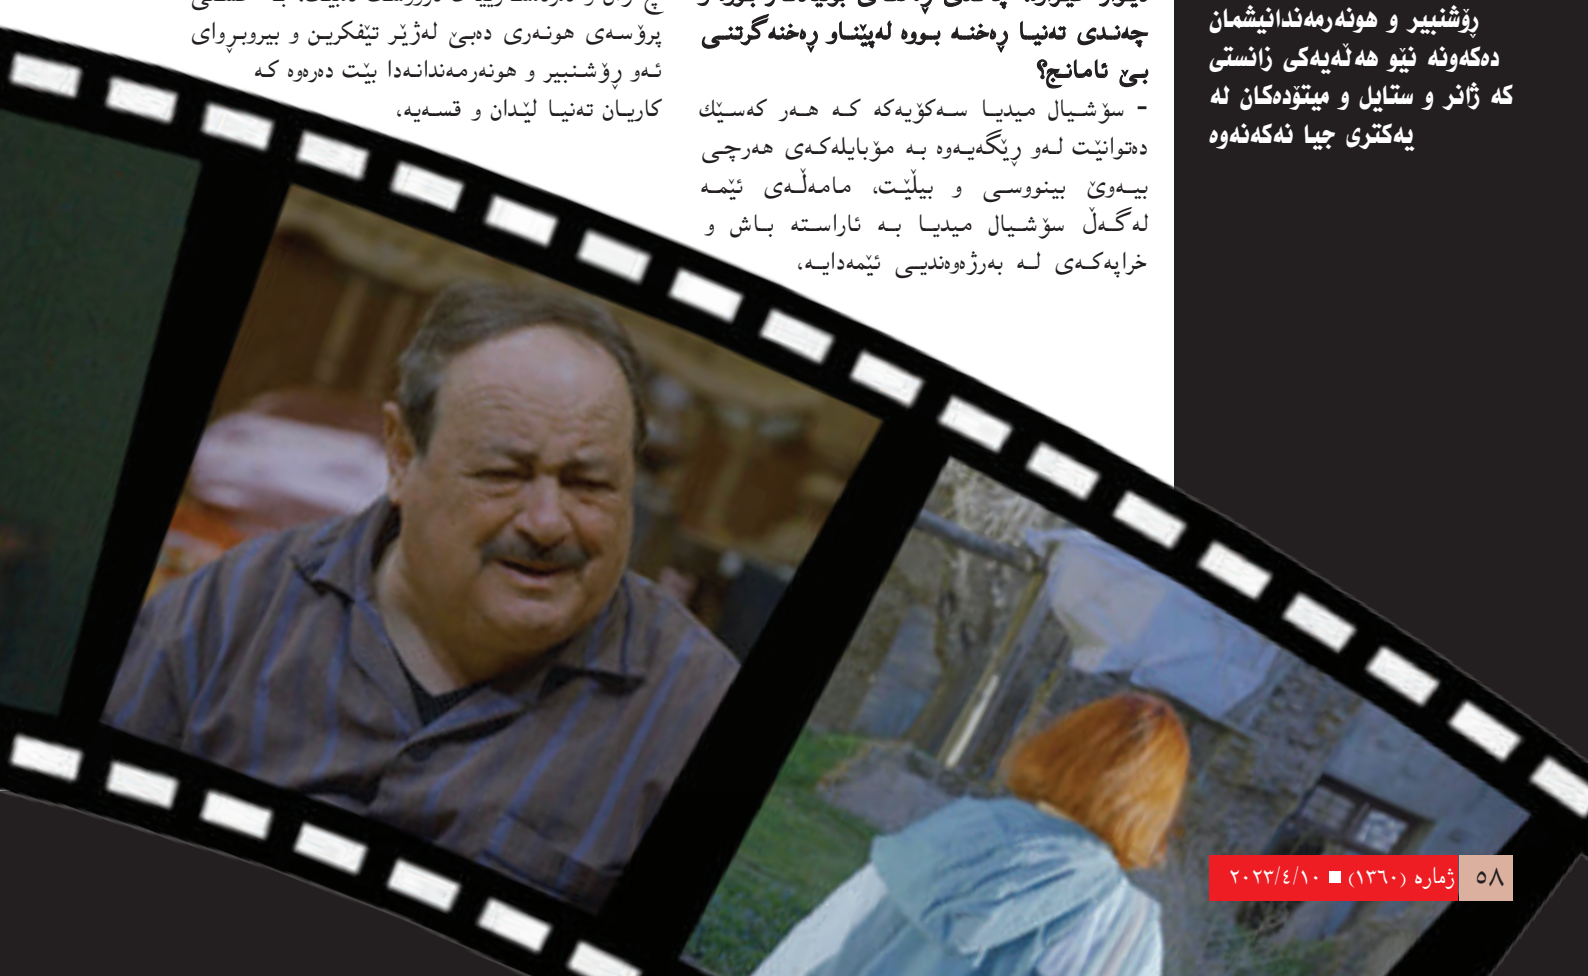 ڕۆشنبیر و هونەرمەندانیشمان
دەکەونە نێو هەڵەیەکی زانستی
کە ژانر و ستایل و میتۆدەکان لە
یەکتری جیا نەکەنەوە
چەندی تەنیا ڕەخنە بووە لەپێناو ڕەخنەگرتنی
بێ ئامانج؟
- سۆشیال میدیا سەکۆیەکە کە هەر کەسێك
دەتوانێت لەو ڕێگەیەوە بە مۆبایلەکەی هەرچی
بیەوێ بینووسی و بیڵێت، مامەڵەی ئێمە
لەگەڵ سۆشیال میدیا بە ئاراستە باش و
خراپەکەی لە بەرژەوەندیی ئێمەدایە،
پرۆسەی هونەری دەبێ لەژێر تێفکرین و بیروبڕوای
ئەو ڕۆشنبیر و هونەرمەندانەدا بێت دەرەوە کە
کاریان تەنیا لێدان و قسەیە،
٥٨ ژمارە (١٣٦٠) ■ ٢٠٢٣/٤/١٠